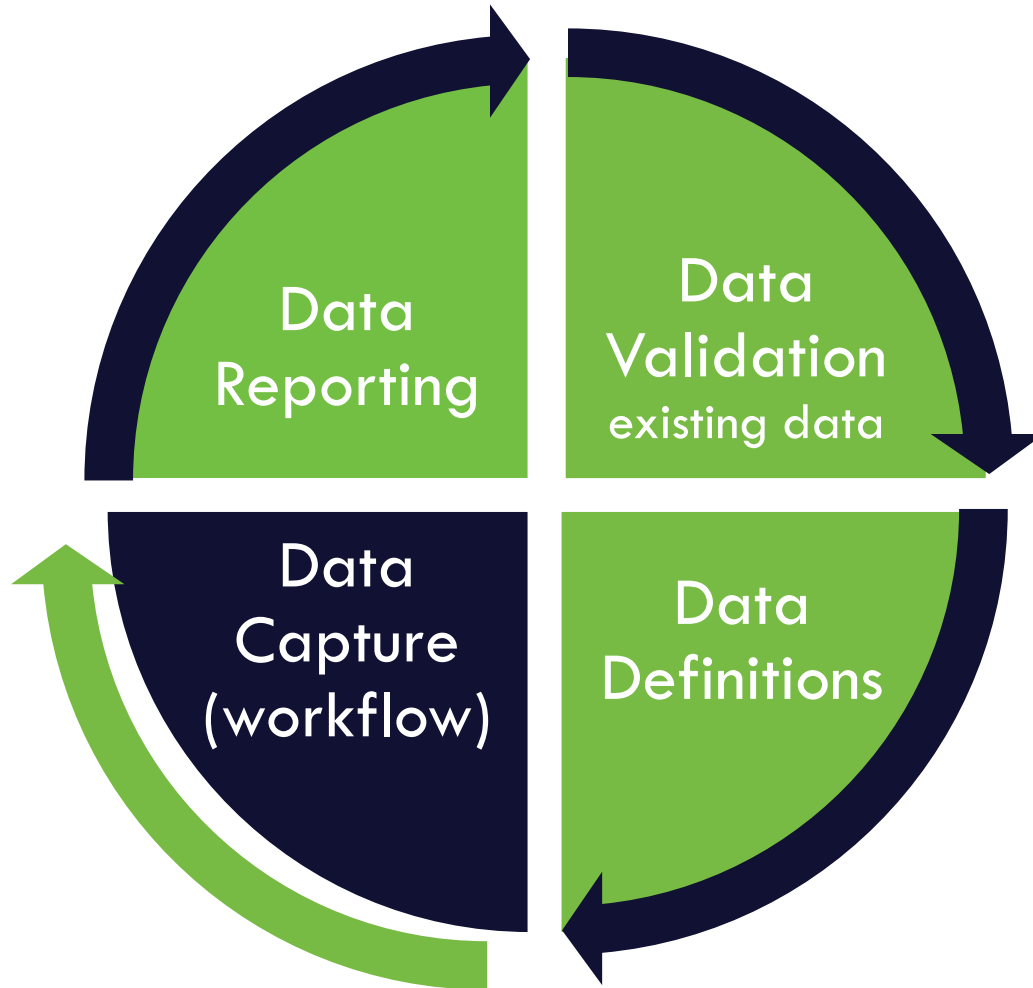 Data
Reporting
Data
Validation
existing data
Data
Capture
(workflow)
Data
Definitions